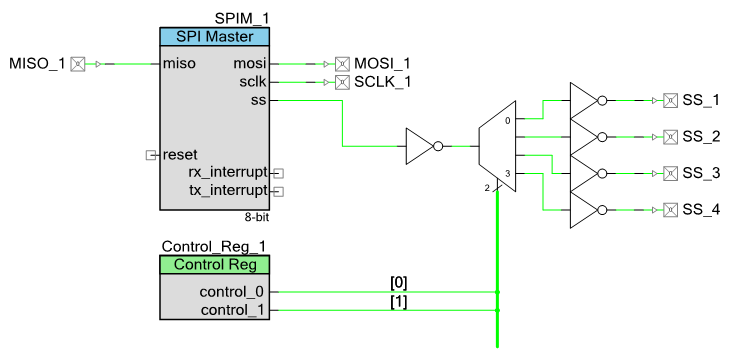 SPIM_1
SPI Master
MISO_1
miso
mosi
MOSI_1
sclk
SCLK_1
ss
reset
rx_interrupt
tx_interrupt
8-bit
0
3
2
SS_1
SS_2
SS_3
SS_4
Control_Reg_1
Control Reg
control_0
[0]
control_1
[1]